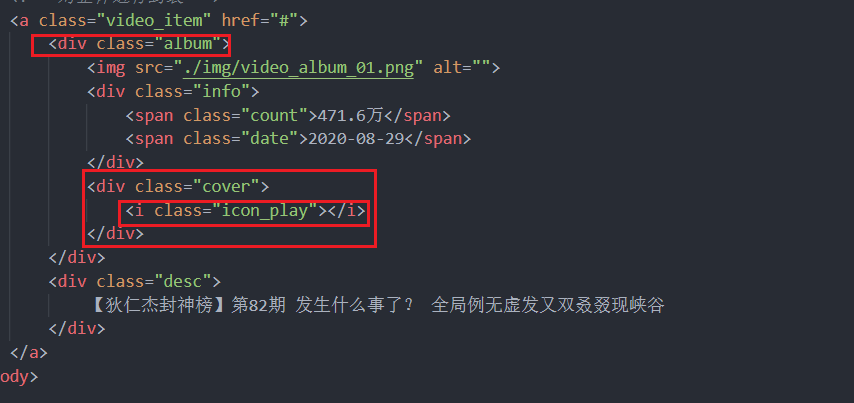 <a class="video_item" href="#">
<div class="album">
<img src="./img/video_album_01.png" alt="">
<div class="info">
<span class="count">471.6万</span>
<span class="date">2020-08-29</span>
</div>
<div class="cover">
<i class="icon_play"></i>
</div>
</div>
<div class="desc">
【狄仁杰封神榜】第82期 发生什么事了? 全局例无虚发又双叒叕现峡谷
</div>
</a>
ody>